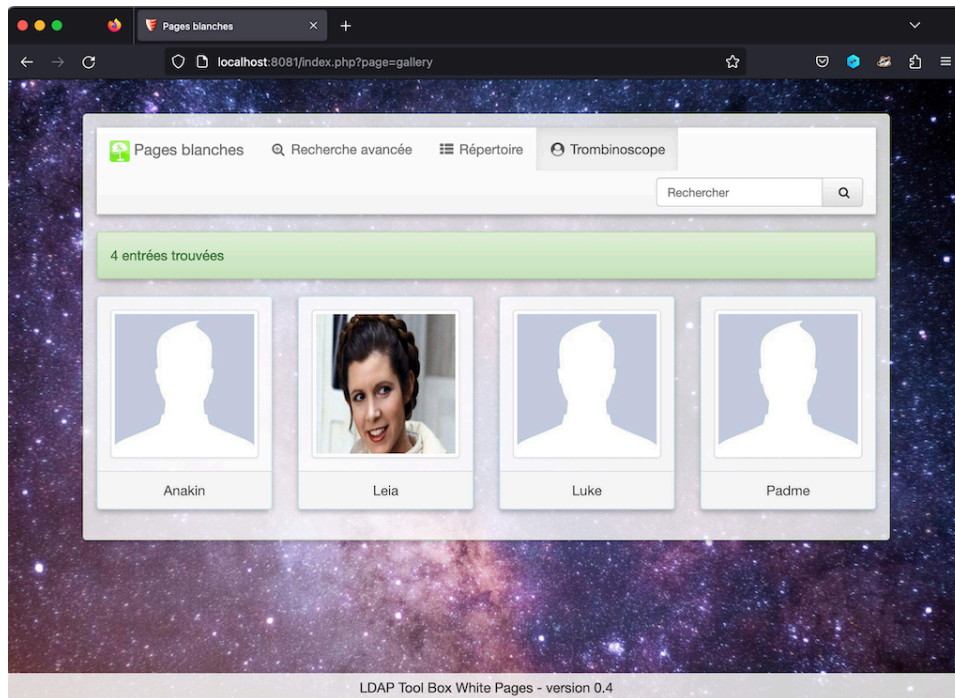 Pages blanches
localhost:8081/index.php?page=gallery
Pages blanches Recherche avancée Répertoire Trombinoscope
Rechercher
4 entrées trouvées
Anakin Leia Luke Padme
LDAP Tool Box White Pages - version 0.4